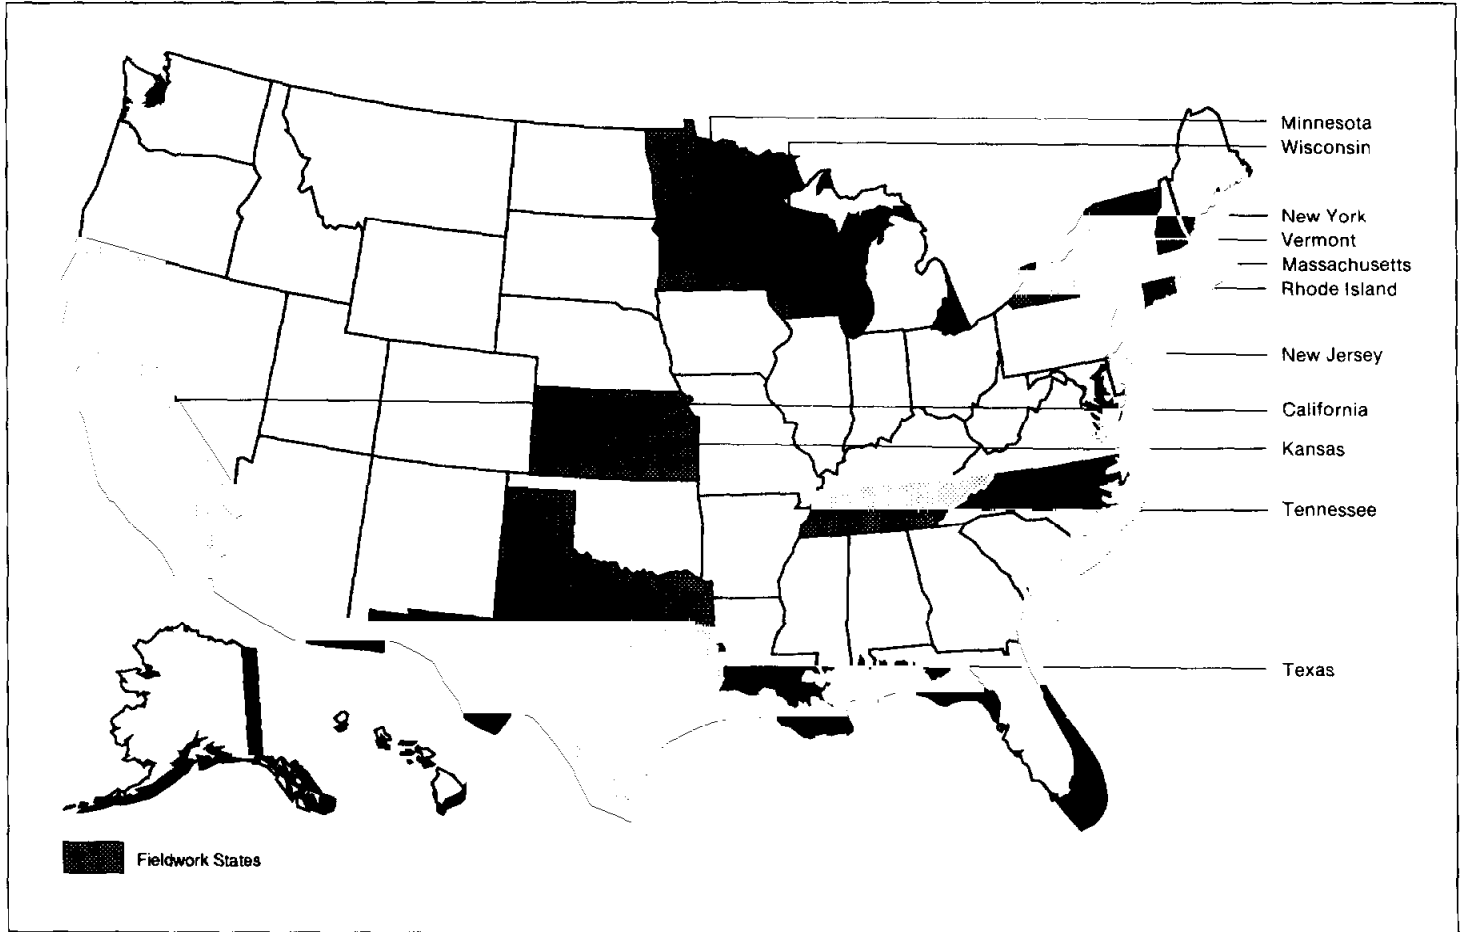 Minnesota
Wisconsin
New York
Vermont
Massachusetts
Rhode Island
New Jersey
California
Kansas
Tennessee
Texas
Fieldwork States